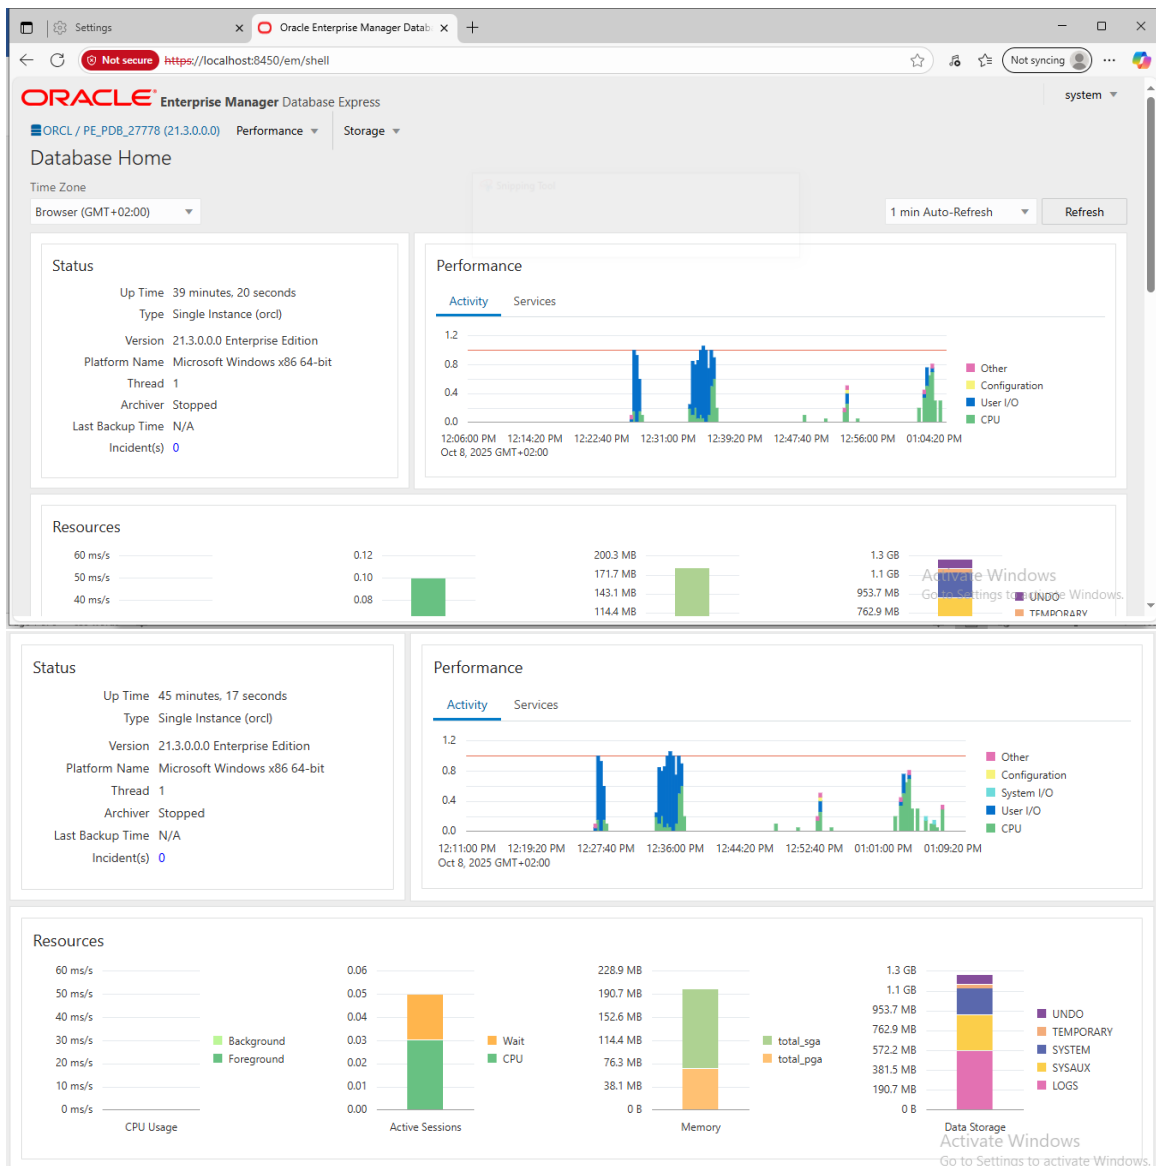 Settings
Oracle Enterprise Manager Datab
Not secure https://localhost:8450/em/shell
Not syncing
ORACLE Enterprise Manager Database Express
system
ORCL / PE_PDB_27778 (21.3.0.0.0) Performance Storage
Database Home
Time Zone
Browser (GMT+02:00)
1 min Auto-Refresh Refresh
Status
Up Time 39 minutes, 20 seconds
Type Single Instance (orcl)
Version 21.3.0.0.0 Enterprise Edition
Platform Name Microsoft Windows x86 64-bit
Thread 1
Archiver Stopped
Last Backup Time N/A
Incident(s) 0
Performance
Activity Services
1.2
0.8
0.4
0.0
12:06:00 PM 12:14:20 PM 12:22:40 PM 12:31:00 PM 12:39:20 PM 12:47:40 PM 12:56:00 PM 01:04:20 PM
Oct 8, 2025 GMT+02:00
Other
Configuration
User I/O
CPU
Resources
60 ms/s
50 ms/s
40 ms/s
0.12
0.10
0.08
200.3 MB
171.7 MB
143.1 MB
114.4 MB
1.3 GB
1.1 GB
953.7 MB
762.9 MB
UNDO
TEMPORARY
Activate Windows
Go to Settings to activate Windows.
Status
Up Time 45 minutes, 17 seconds
Type Single Instance (orcl)
Version 21.3.0.0.0 Enterprise Edition
Platform Name Microsoft Windows x86 64-bit
Thread 1
Archiver Stopped
Last Backup Time N/A
Incident(s) 0
Performance
Activity Services
1.2
0.8
0.4
0.0
12:11:00 PM 12:19:20 PM 12:27:40 PM 12:36:00 PM 12:44:20 PM 12:52:40 PM 01:01:00 PM 01:09:20 PM
Oct 8, 2025 GMT+02:00
Other
Configuration
System I/O
User I/O
CPU
Resources
60 ms/s
50 ms/s
40 ms/s
30 ms/s
20 ms/s
10 ms/s
0 ms/s
CPU Usage
Background
Foreground
0.06
0.05
0.04
0.03
0.02
0.01
0.00
Active Sessions
Wait
CPU
228.9 MB
190.7 MB
152.6 MB
114.4 MB
76.3 MB
38.1 MB
0 B
Memory
total_sga
total_pga
1.3 GB
1.1 GB
953.7 MB
762.9 MB
572.2 MB
381.5 MB
190.7 MB
0 B
Data Storage
UNDO
TEMPORARY
SYSTEM
SYSAUX
LOGS
Activate Windows
Go to Settings to activate Windows.